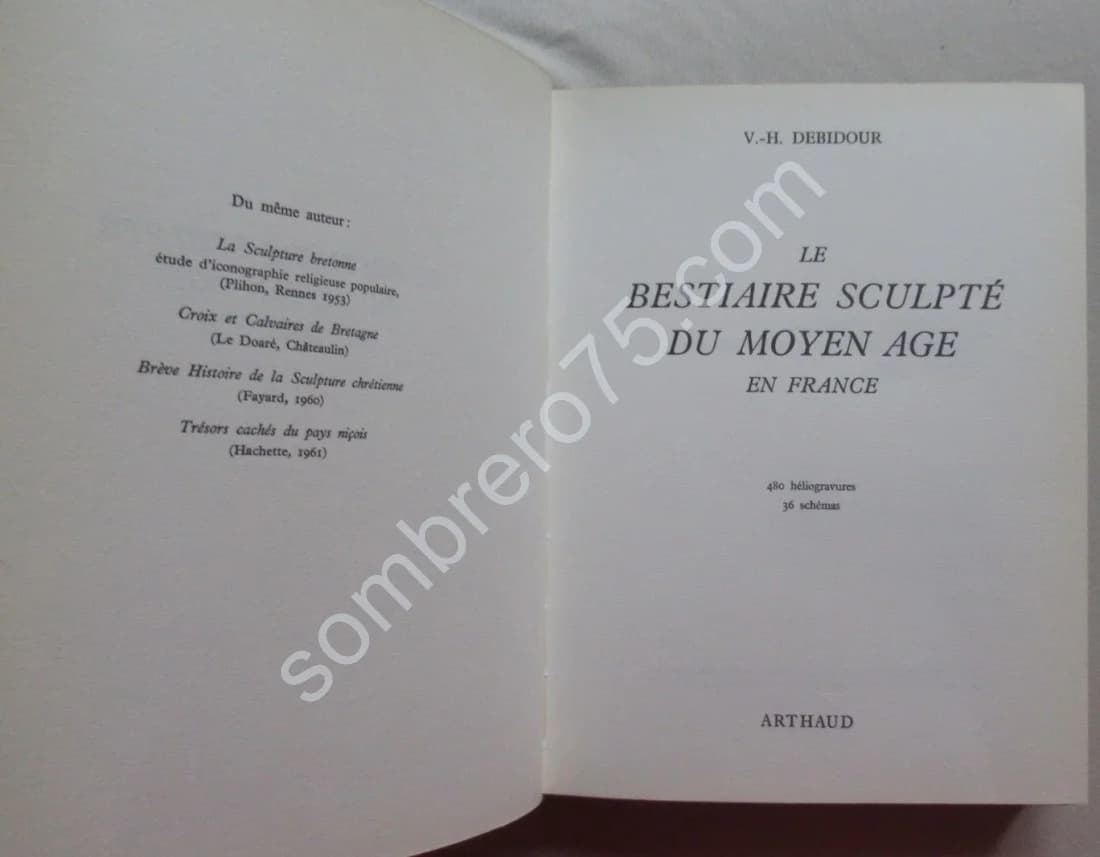 Du même auteur :
La Sculpture bretonne
étude d'iconographie religieuse populaire,
(Plihon, Rennes 1953)
Croix et Calvaires de Bretagne
(Le Doaré, Châteaulin)
Brève Histoire de la Sculpture chrétienne
(Fayard, 1960)
Trésors cachés du pays niçois
(Hachette, 1961)
V.-H. DEBIDOUR
LE
BESTIAIRE SCULPTÉ
DU MOYEN AGE
EN FRANCE
480 héliogravures
36 schémas
ARTHAUD
sombrero75.com